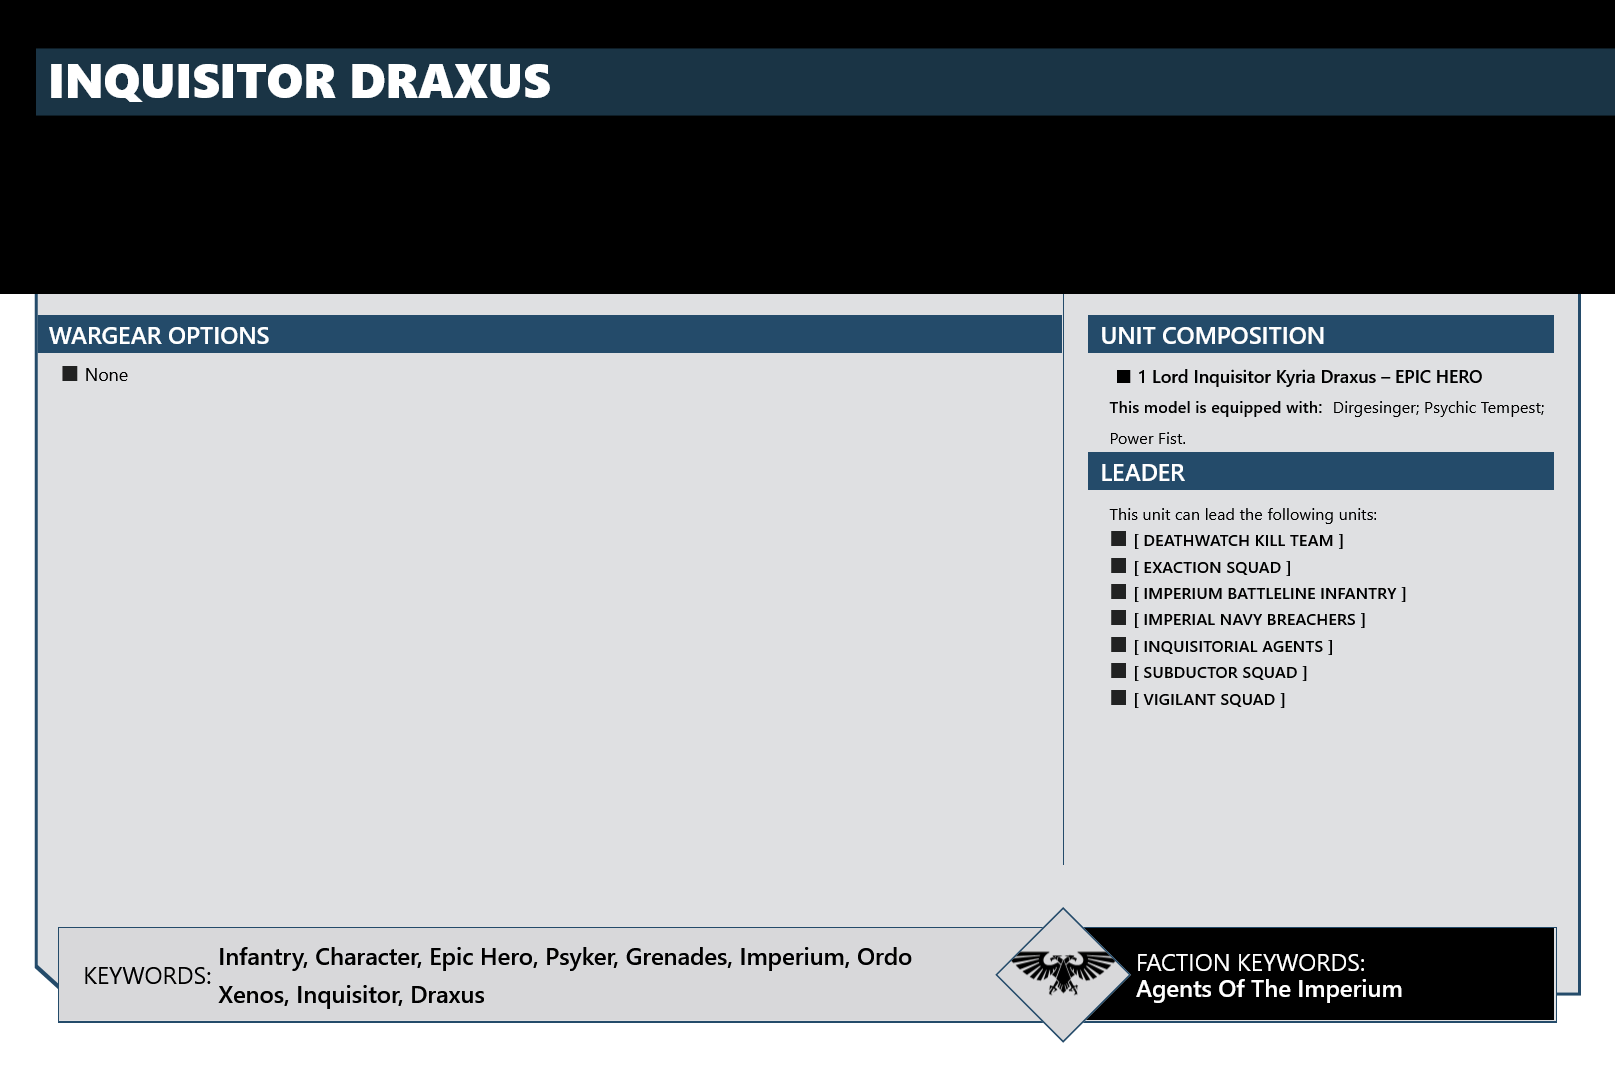 INQUISITOR DRAXUS
WARGEAR OPTIONS
None
UNIT COMPOSITION
1 Lord Inquisitor Kyria Draxus – EPIC HERO
This model is equipped with: Dirgesinger; Psychic Tempest;
Power Fist.
LEADER
This unit can lead the following units:
[ DEATHWATCH KILL TEAM ]
[ EXACTION SQUAD ]
[ IMPERIUM BATTLELINE INFANTRY ]
[ IMPERIAL NAVY BREACHERS ]
[ INQUISITORIAL AGENTS ]
[ SUBDUCTOR SQUAD ]
[ VIGILANT SQUAD ]
KEYWORDS: Infantry, Character, Epic Hero, Psyker, Grenades, Imperium, Ordo
Xenos, Inquisitor, Draxus
FACTION KEYWORDS:
Agents Of The Imperium